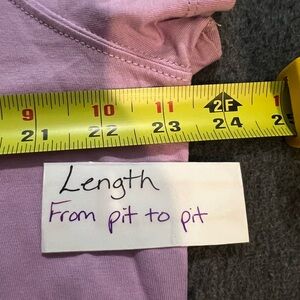 9 10 11 2F
21 22 23 24
Length
From pit to pit